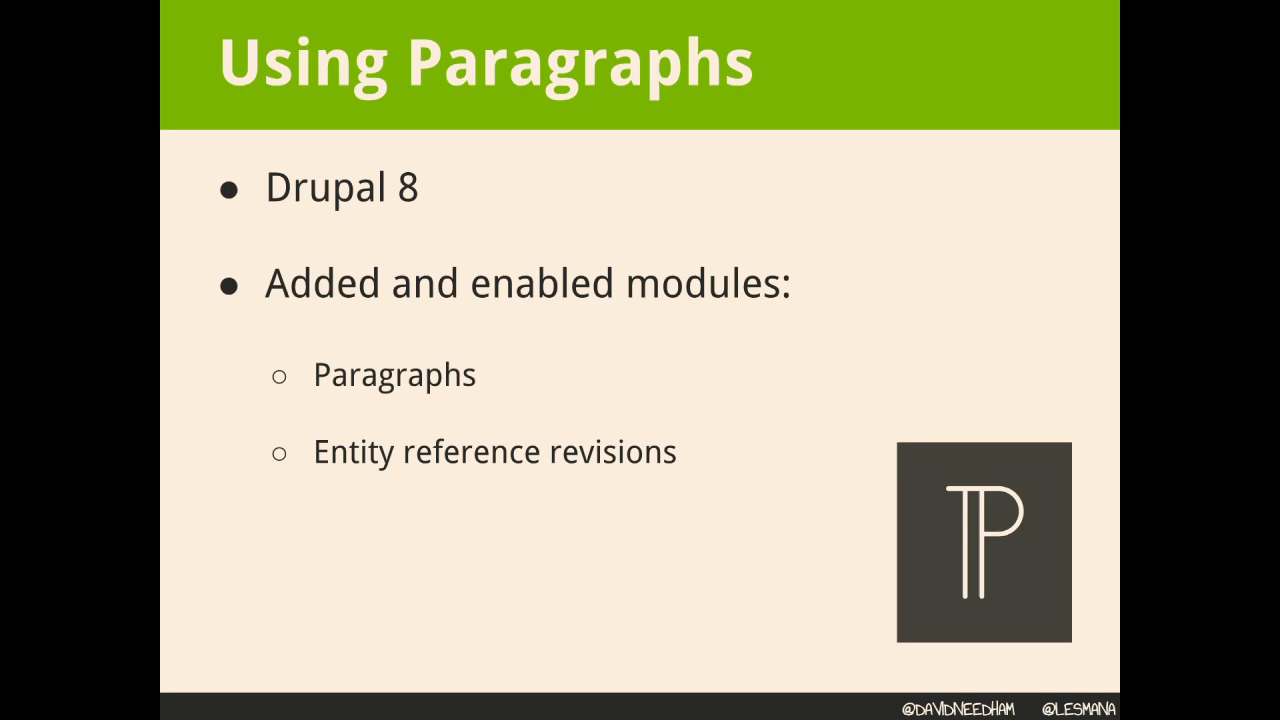 Using Paragraphs
● Drupal 8
● Added and enabled modules:
○ Paragraphs
○ Entity reference revisions
@DAVIDNEEDHAM @LESMANA